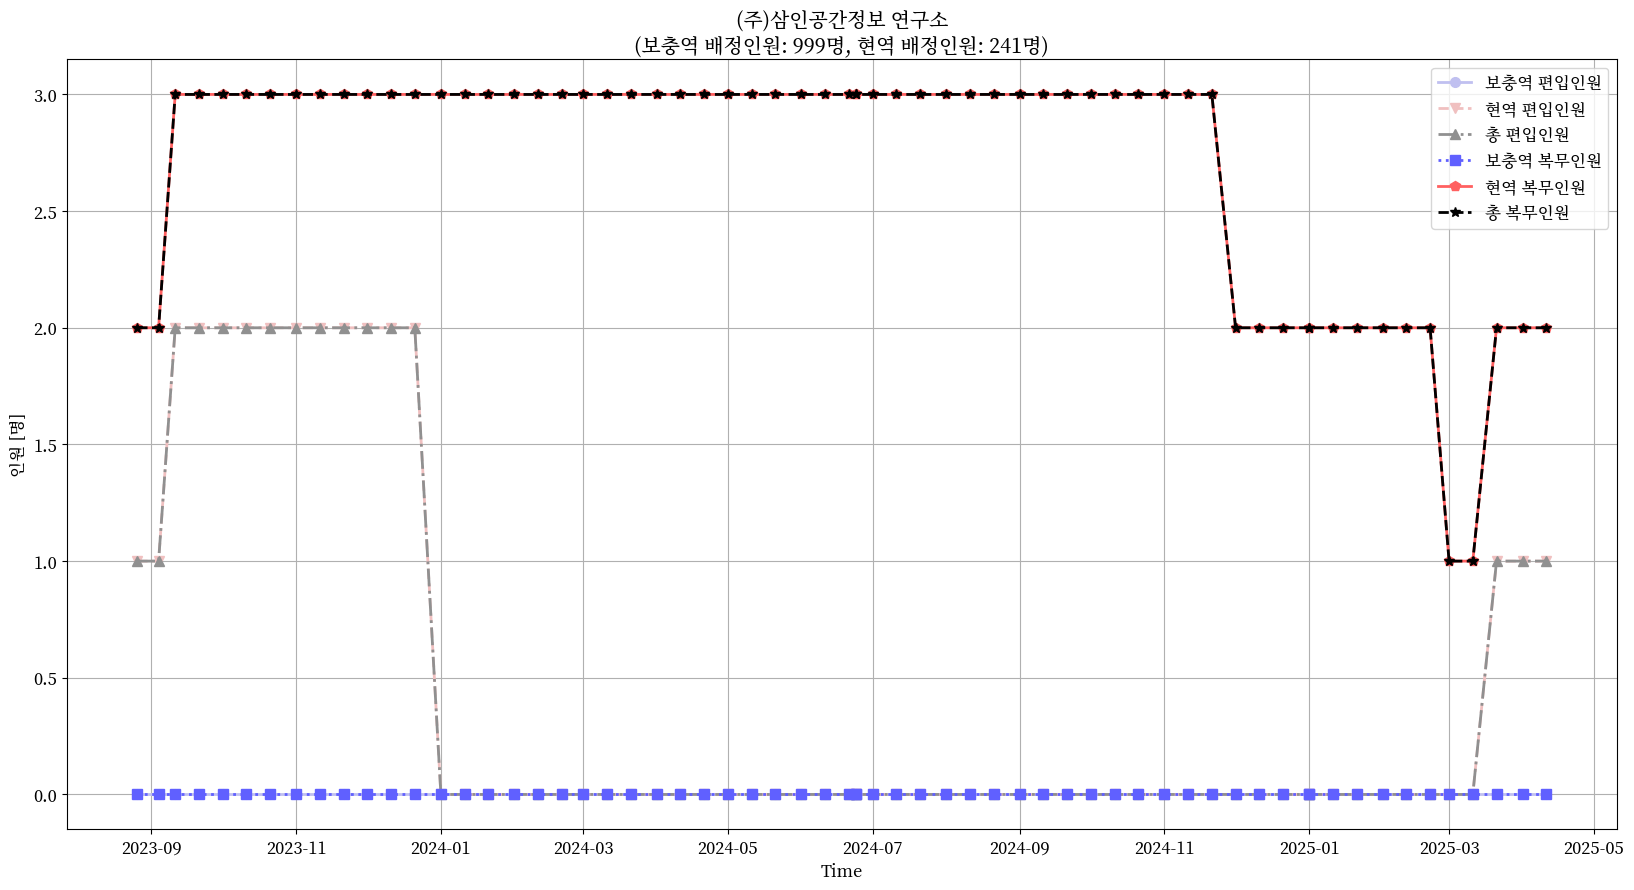 (주)삼인공간정보 연구소
(보충역 배정인원: 999명, 현역 배정인원: 241명)
보충역 편입인원
현역 편입인원
총 편입인원
보충역 복무인원
현역 복무인원
총 복무인원
3.0
2.5
2.0
1.5
1.0
0.5
0.0
인원 [명]
2023-09 2023-11 2024-01 2024-03 2024-05 2024-07 2024-09 2024-11 2025-01 2025-03 2025-05
Time